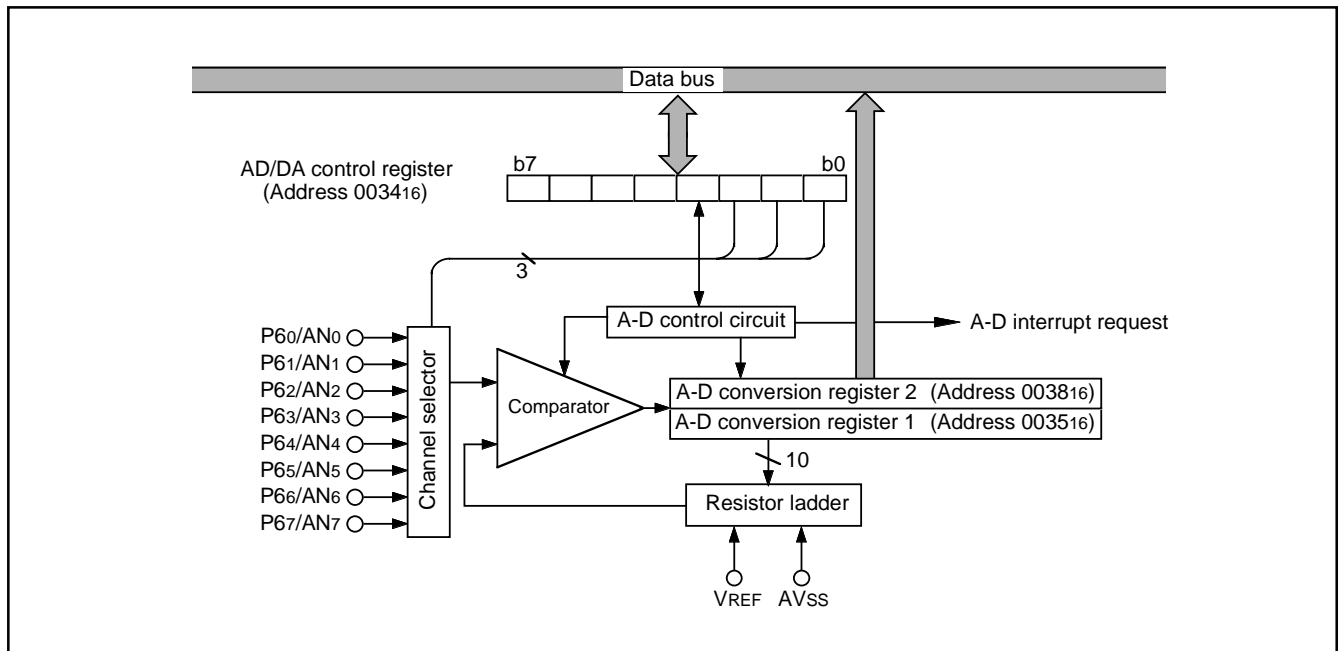 Data bus
AD/DA control register
(Address 003416)
b7
b0
3
A-D control circuit
A-D interrupt request
P60/AN0
P61/AN1
P62/AN2
P63/AN3
P64/AN4
P65/AN5
P66/AN6
P67/AN7
Channel selector
Comparator
A-D conversion register 2 (Address 003816)
A-D conversion register 1 (Address 003516)
10
Resistor ladder
VREF
AVSS